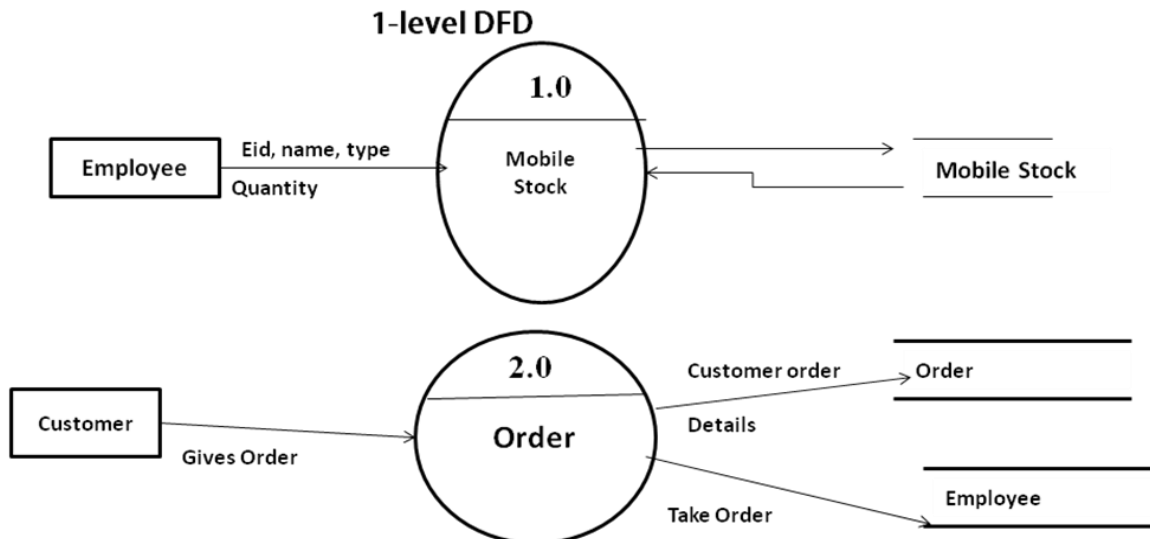 1-level DFD
1.0
Employee
Eid, name, type
Quantity
Mobile
Stock
Mobile Stock
2.0
Customer
Gives Order
Order
Customer order
Details
Order
Take Order
Employee